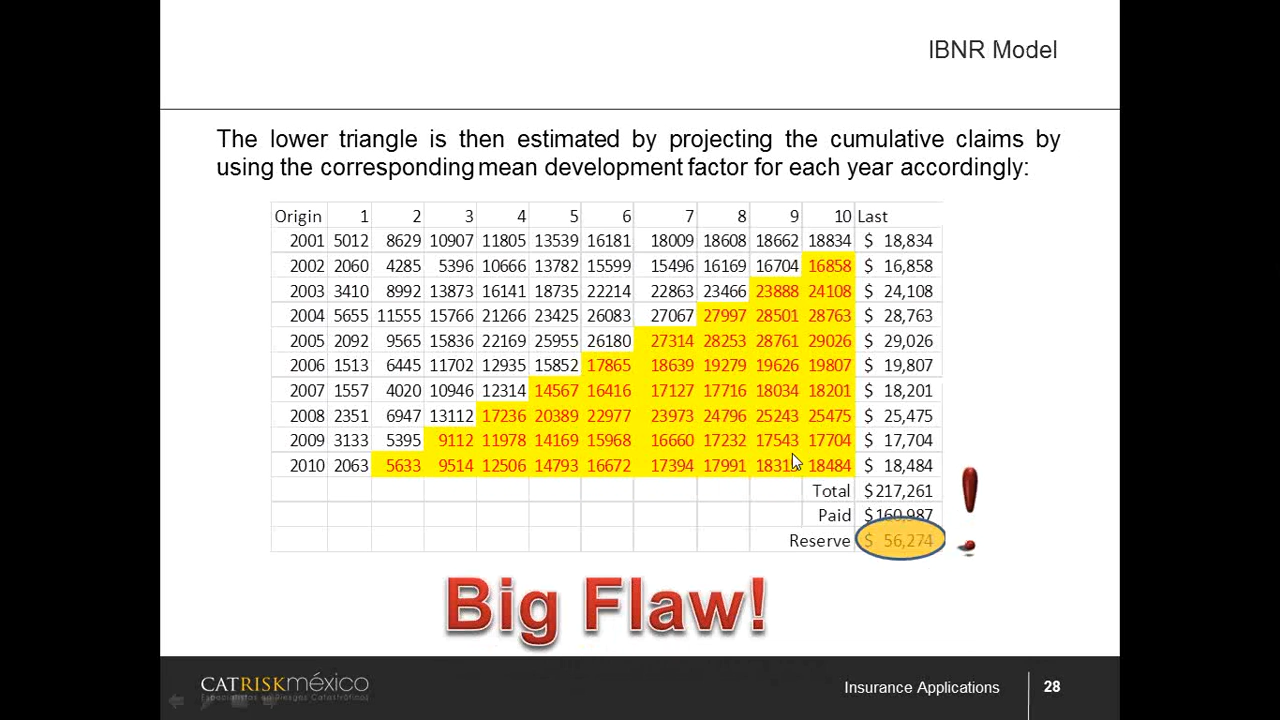 IBNR Model
The lower triangle is then estimated by projecting the cumulative claims by
using the corresponding mean development factor for each year accordingly:
Origin 1 2 3 4 5 6 7 8 9 10 Last
2001 5012 8629 10907 11805 13539 16181 18009 18608 18662 18834 $ 18,834
2002 2060 4285 5396 10666 13782 15599 15496 16169 16704 16858 $ 16,858
2003 3410 8992 13873 16141 18735 22214 22863 23466 23888 24108 $ 24,108
2004 5655 11555 15766 21266 23425 26083 27067 27997 28501 28763 $ 28,763
2005 2092 9565 15836 22169 25955 26180 27314 28253 28761 29026 $ 29,026
2006 1513 6445 11702 12935 15852 17865 18639 19279 19626 19807 $ 19,807
2007 1557 4020 10946 12314 14567 16416 17127 17716 18034 18201 $ 18,201
2008 2351 6947 13112 17236 20389 22977 23973 24796 25243 25475 $ 25,475
2009 3133 5395 9112 11978 14169 15968 16660 17232 17543 17704 $ 17,704
2010 2063 5633 9514 12506 14793 16672 17394 17991 18484 $ 18,484
Total $217,261
Paid $160,987
Reserve $ 56,274
!
Big Flaw!
CATRISKméxico
Especialistas en Riesgos Catastróficos
Insurance Applications 28